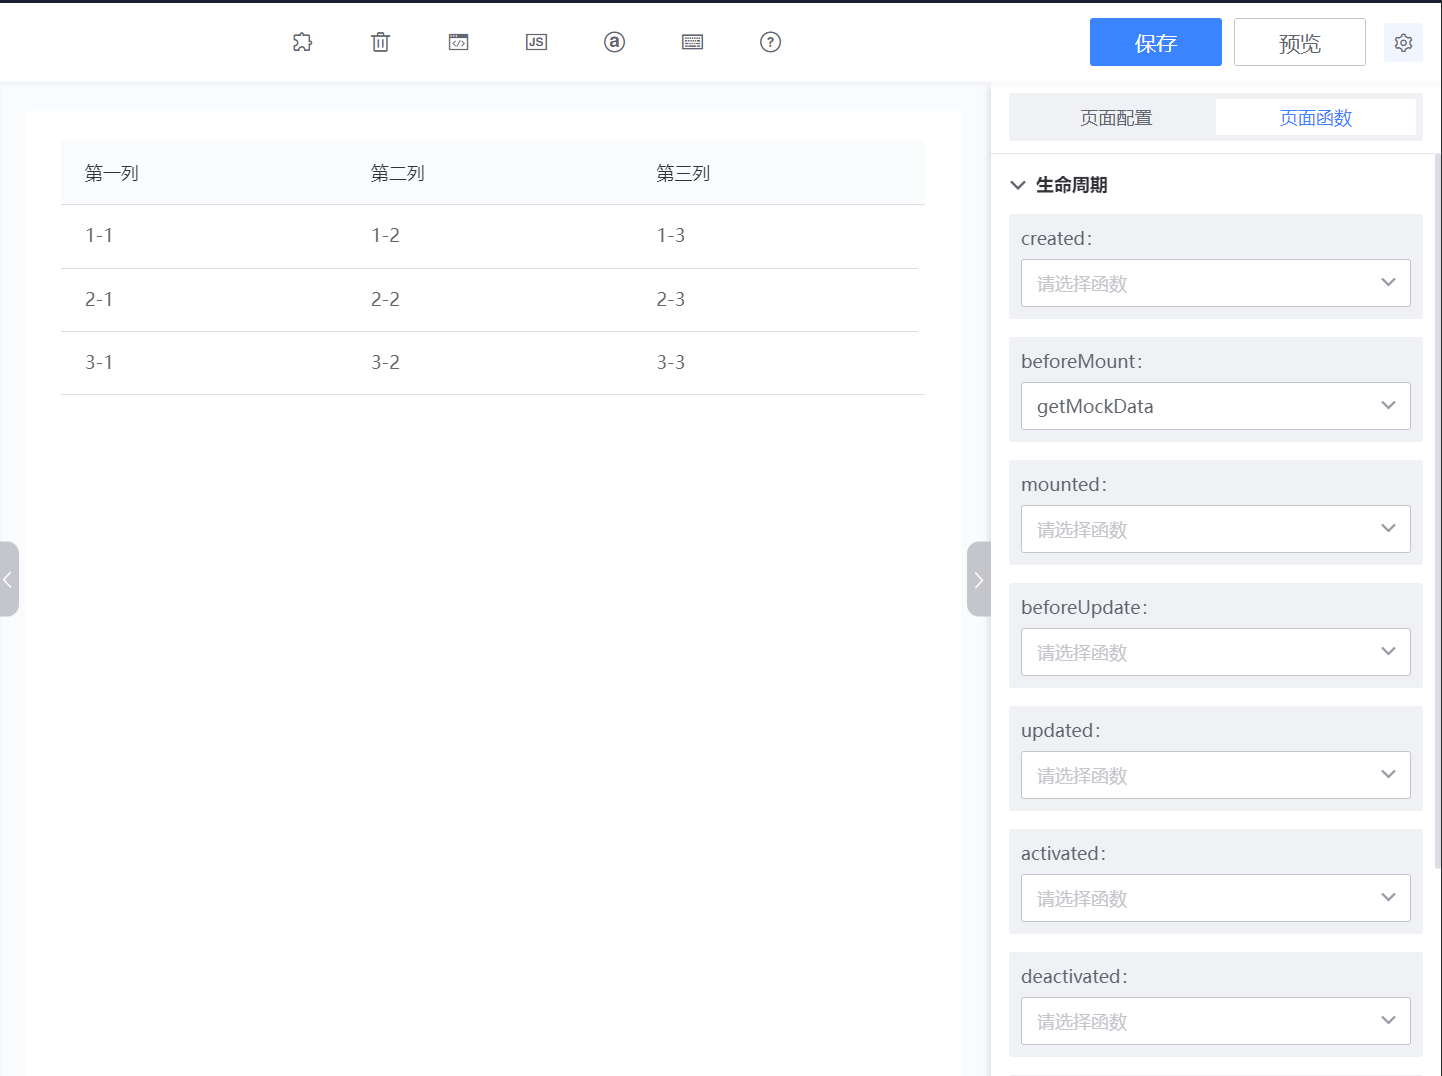 JS
a
?
保存
预览
页面配置
页面函数
第一列 第二列 第三列
1-1 1-2 1-3
2-1 2-2 2-3
3-1 3-2 3-3
生命周期
created:
请选择函数
beforeMount:
getMockData
mounted:
请选择函数
beforeUpdate:
请选择函数
updated:
请选择函数
activated:
请选择函数
deactivated:
请选择函数